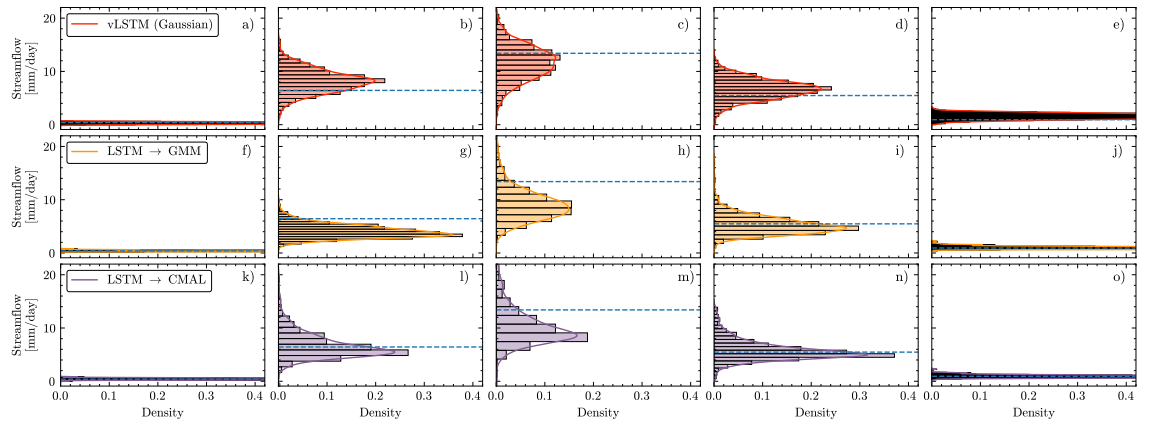 vLSTM (Gaussian)
a)
b)
c)
d)
e)
Streamflow
[mm/day]
20
10
0
LSTM → GMM
f)
g)
h)
i)
j)
Streamflow
[mm/day]
20
10
0
LSTM → CMAL
k)
l)
m)
n)
o)
Streamflow
[mm/day]
20
10
0
0.0 0.1 0.2 0.3 0.4
0.0 0.1 0.2 0.3 0.4
0.0 0.1 0.2 0.3 0.4
0.0 0.1 0.2 0.3 0.4
0.0 0.1 0.2 0.3 0.4
Density
Density
Density
Density
Density